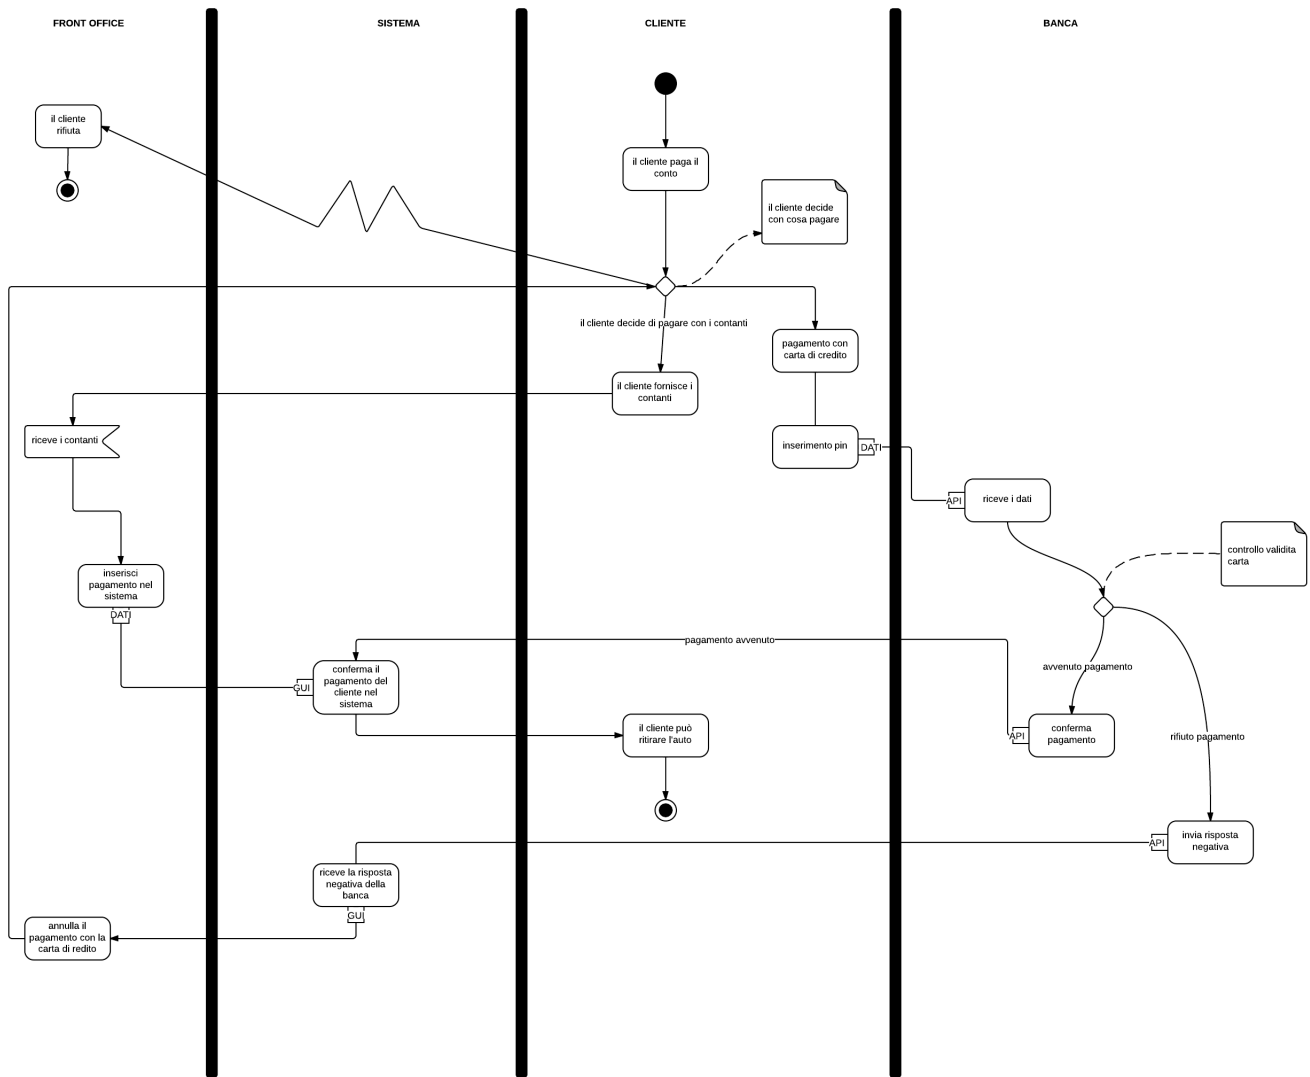 FRONT OFFICE
SISTEMA
CLIENTE
BANCA
il cliente
rifiuta
il cliente paga il
conto
il cliente decide
con cosa pagare
il cliente decide di pagare con i contanti
pagamento con
carta di credito
il cliente fornisce i
contanti
riceve i contanti
inserimento pin
DATI
API
riceve i dati
controllo validita
carta
inserisci
pagamento nel
sistema
DATI
pagamento avvenuto
avvenuto pagamento
conferma il
pagamento del
cliente nel
sistema
GUI
il cliente può
ritirare l'auto
API
conferma
pagamento
rifiuto pagamento
invia risposta
negativa
API
riceve la risposta
negativa della
banca
GUI
annulla il
pagamento con la
carta di redito